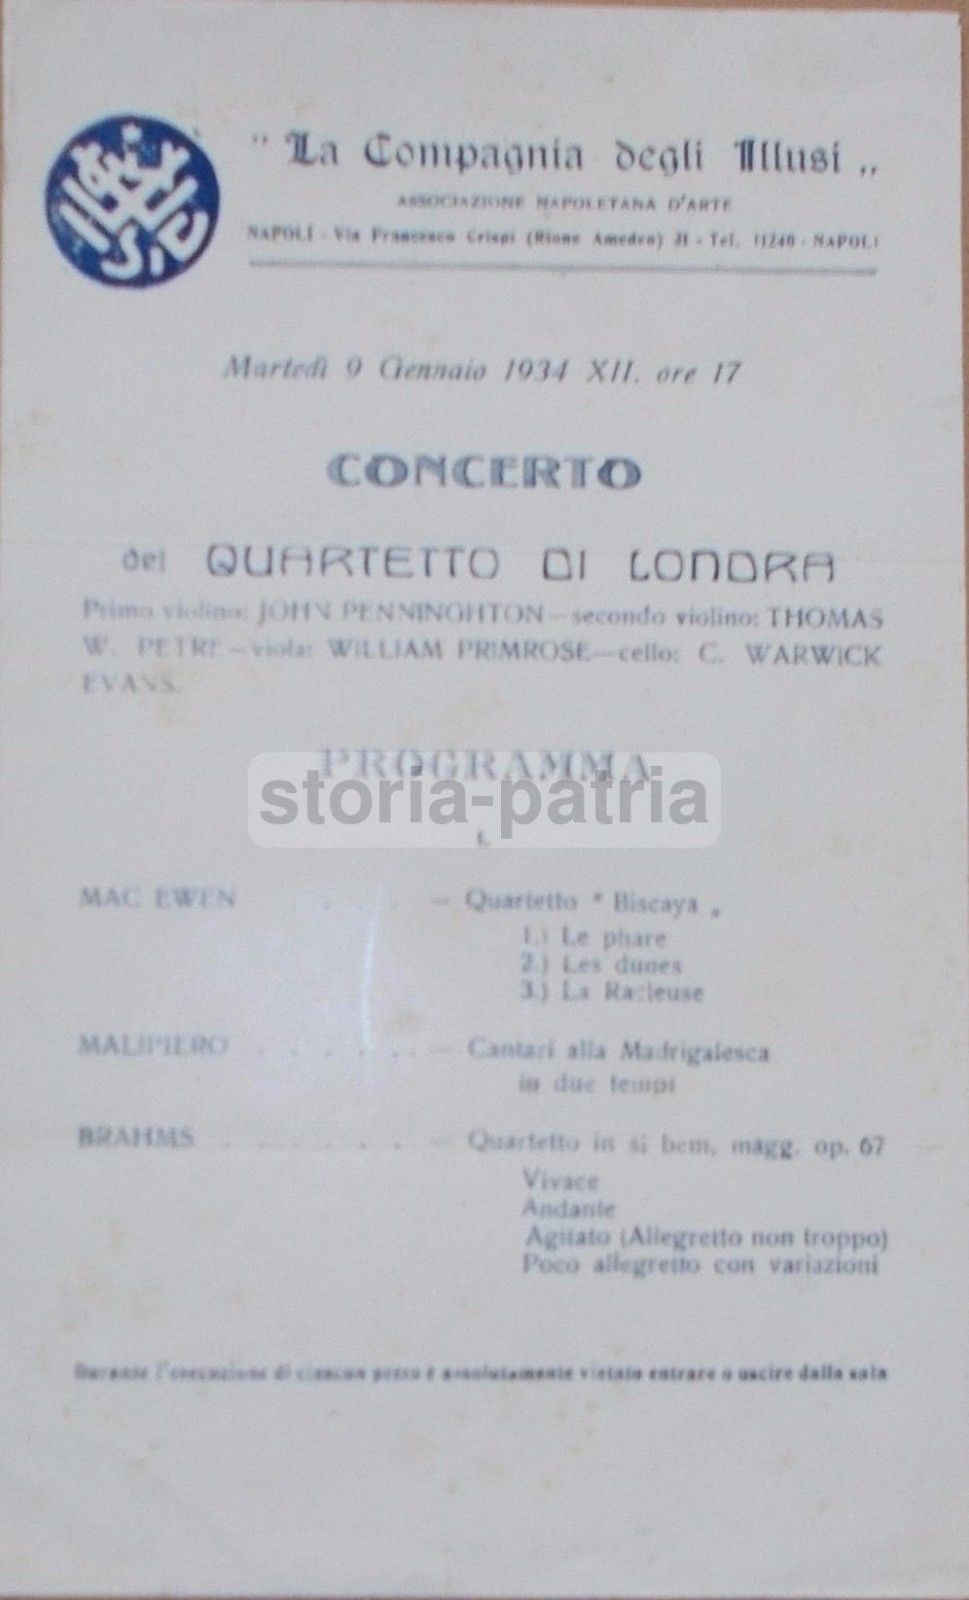 " La Compagnia degli Illusi „
ASSOCIAZIONE NAPOLETANA D'ARTE
NAPOLI - Via Francesco Crispi (Rione Amedeo) 31 - Tel. 11240 - NAPOLI
Martedì 9 Gennaio 1934 XII. ore 17
CONCERTO
del QUARTETTO DI LONDRA
Primo violino: JOHN PENNINGHTON—secondo violino: THOMAS
W. PETRE—viola: WILLIAM PRIMROSE—cello: C. WARWICK
EVANS.
PROGRAMMA
storia-patria
I.
MAC EWEN . . . . — Quartetto " Biscaya „
1.) Le phare
2.) Les dunes
3.) La Racleuse
MALIPIERO . . . . . . — Cantari alla Madrigalesca
in due tempi
BRAHMS . . . . . . — Quartetto in si bem. magg. op. 67
Vivace
Andante
Agitato (Allegretto non troppo)
Poco allegretto con variazioni
Durante l'esecuzione di ciascun pezzo è assolutamente vietato entrare o uscire dalla sala